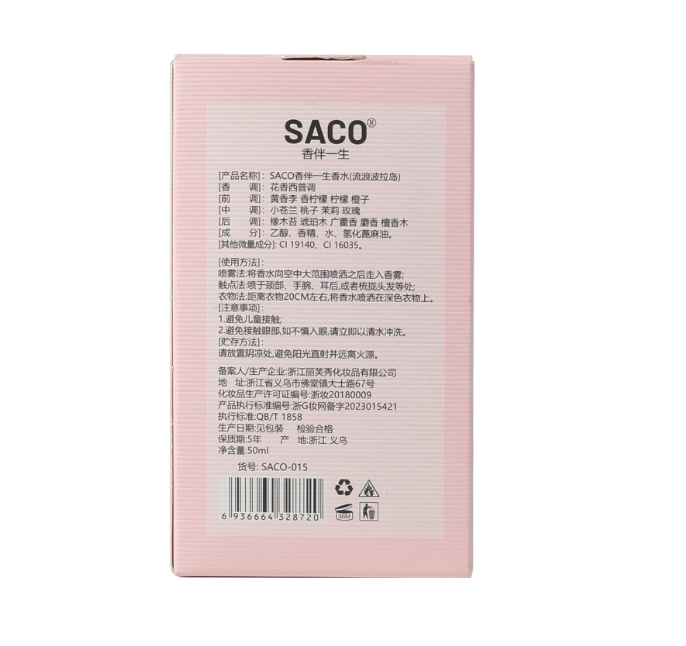 SACO®
香伴一生
[产品名称]: SACO香伴一生香水(流浪波拉岛)
[香 调]: 花香西普调
[前 调]: 黄香李 香柠檬 柠檬 橙子
[中 调]: 小苍兰 桃子 茉莉 玫瑰
[后 调]: 橡木苔 琥珀木 广藿香 麝香 檀香木
[成 分]: 乙醇、香精、水、氢化蓖麻油。
[其他微量成分]: CI 19140、CI 16035。
[使用方法]:
喷雾法:将香水向空中大范围喷洒之后走入香雾;
触点法:喷于颈部、手腕、耳后,或者梳拢头发等处;
衣物法:距离衣物20CM左右,将香水喷洒在深色衣物上。
[注意事项]:
1.避免儿童接触;
2.避免接触眼部,如不慎入眼,请立即以清水冲洗。
[贮存方法]:
请放置阴凉处,避免阳光直射并远离火源。
备案人/生产企业:浙江丽芙秀化妆品有限公司
地 址:浙江省义乌市佛堂镇大士路67号
化妆品生产许可证编号:浙妆20180009
产品执行标准编号:浙G妆网备字2023015421
执行标准:QB/T 1858
生产日期:见包装 检验合格
保质期:5年 产 地:浙江 义乌
净含量:50ml
货号: SACO-015
6 936664 328720
36M